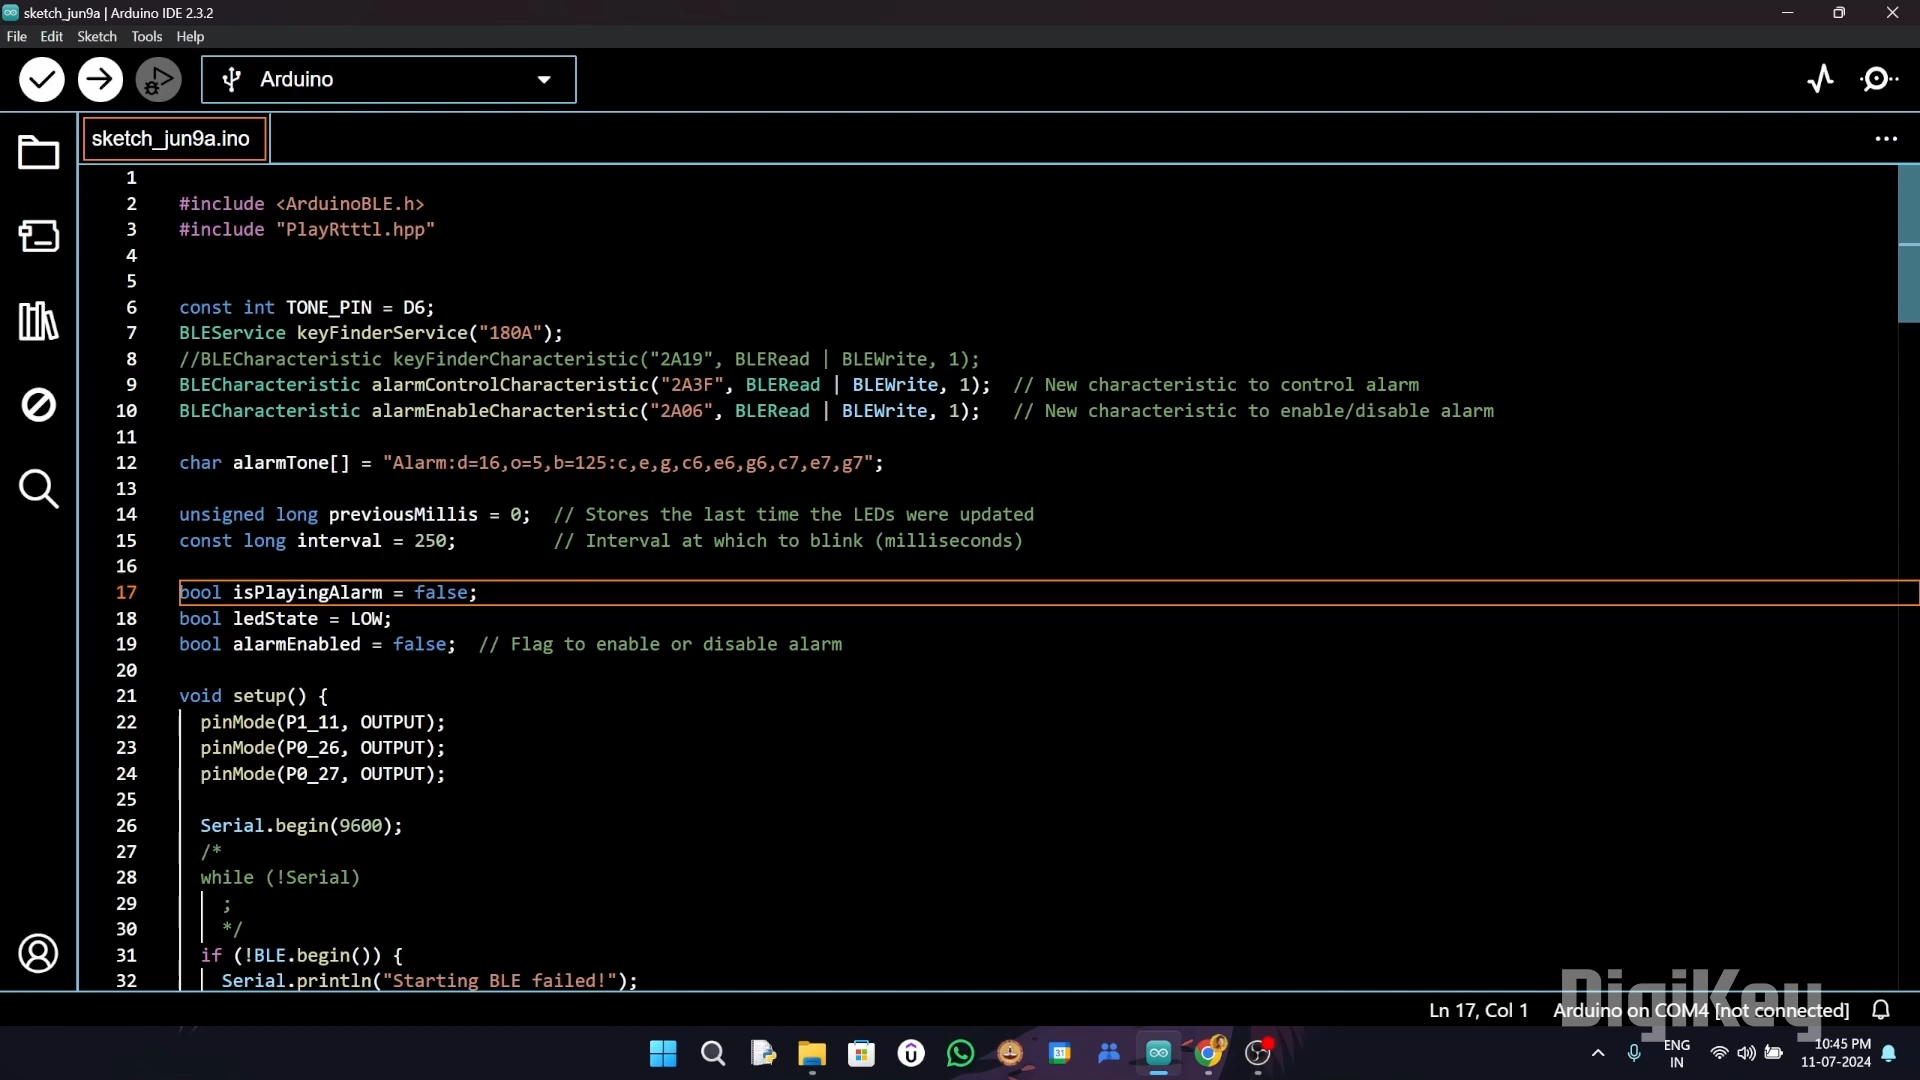 sketch_jun9a | Arduino IDE 2.3.2
File Edit Sketch Tools Help
Arduino
sketch_jun9a.ino
1
2 #include <ArduinoBLE.h>
3 #include "PlayRtttl.hpp"
4
5
6 const int TONE_PIN = D6;
7 BLEService keyFinderService("180A");
8 //BLECharacteristic keyFinderCharacteristic("2A19", BLERead | BLEWrite, 1);
9 BLECharacteristic alarmControlCharacteristic("2A3F", BLERead | BLEWrite, 1);  // New characteristic to control alarm
10 BLECharacteristic alarmEnableCharacteristic("2A06", BLERead | BLEWrite, 1);   // New characteristic to enable/disable alarm
11
12 char alarmTone[] = "Alarm:d=16,o=5,b=125:c,e,g,c6,e6,g6,c7,e7,g7";
13
14 unsigned long previousMillis = 0;  // Stores the last time the LEDs were updated
15 const long interval = 250;         // Interval at which to blink (milliseconds)
16
17 bool isPlayingAlarm = false;
18 bool ledState = LOW;
19 bool alarmEnabled = false;  // Flag to enable or disable alarm
20
21 void setup() {
22   pinMode(P1_11, OUTPUT);
23   pinMode(P0_26, OUTPUT);
24   pinMode(P0_27, OUTPUT);
25
26   Serial.begin(9600);
27   /*
28   while (!Serial)
29     ;
30     */
31   if (!BLE.begin()) {
32     Serial.println("Starting BLE failed!");
DigiKey
Ln 17, Col 1 Arduino on COM4 [not connected]
31
ENG
IN
10:45 PM
11-07-2024